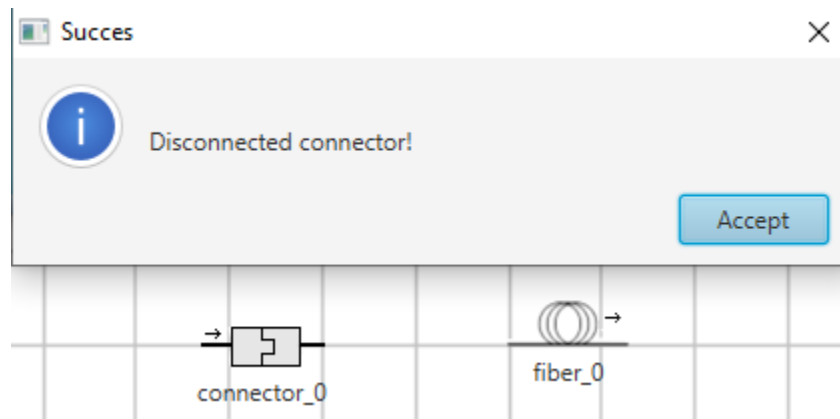 Succes
Disconnected connector!
Accept
connector_0
fiber_0